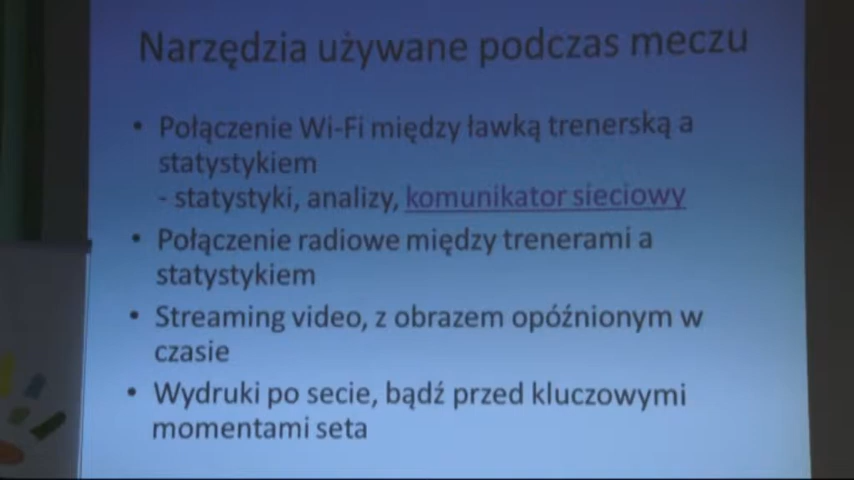 Narzędzia używane podczas meczu
• Połączenie Wi-Fi między ławką trenerską a
statystykiem
- statystyki, analizy, komunikator sieciowy
• Połączenie radiowe między trenerami a
statystykiem
• Streaming video, z obrazem opóźnionym w
czasie
• Wydruki po secie, bądź przed kluczowymi
momentami seta